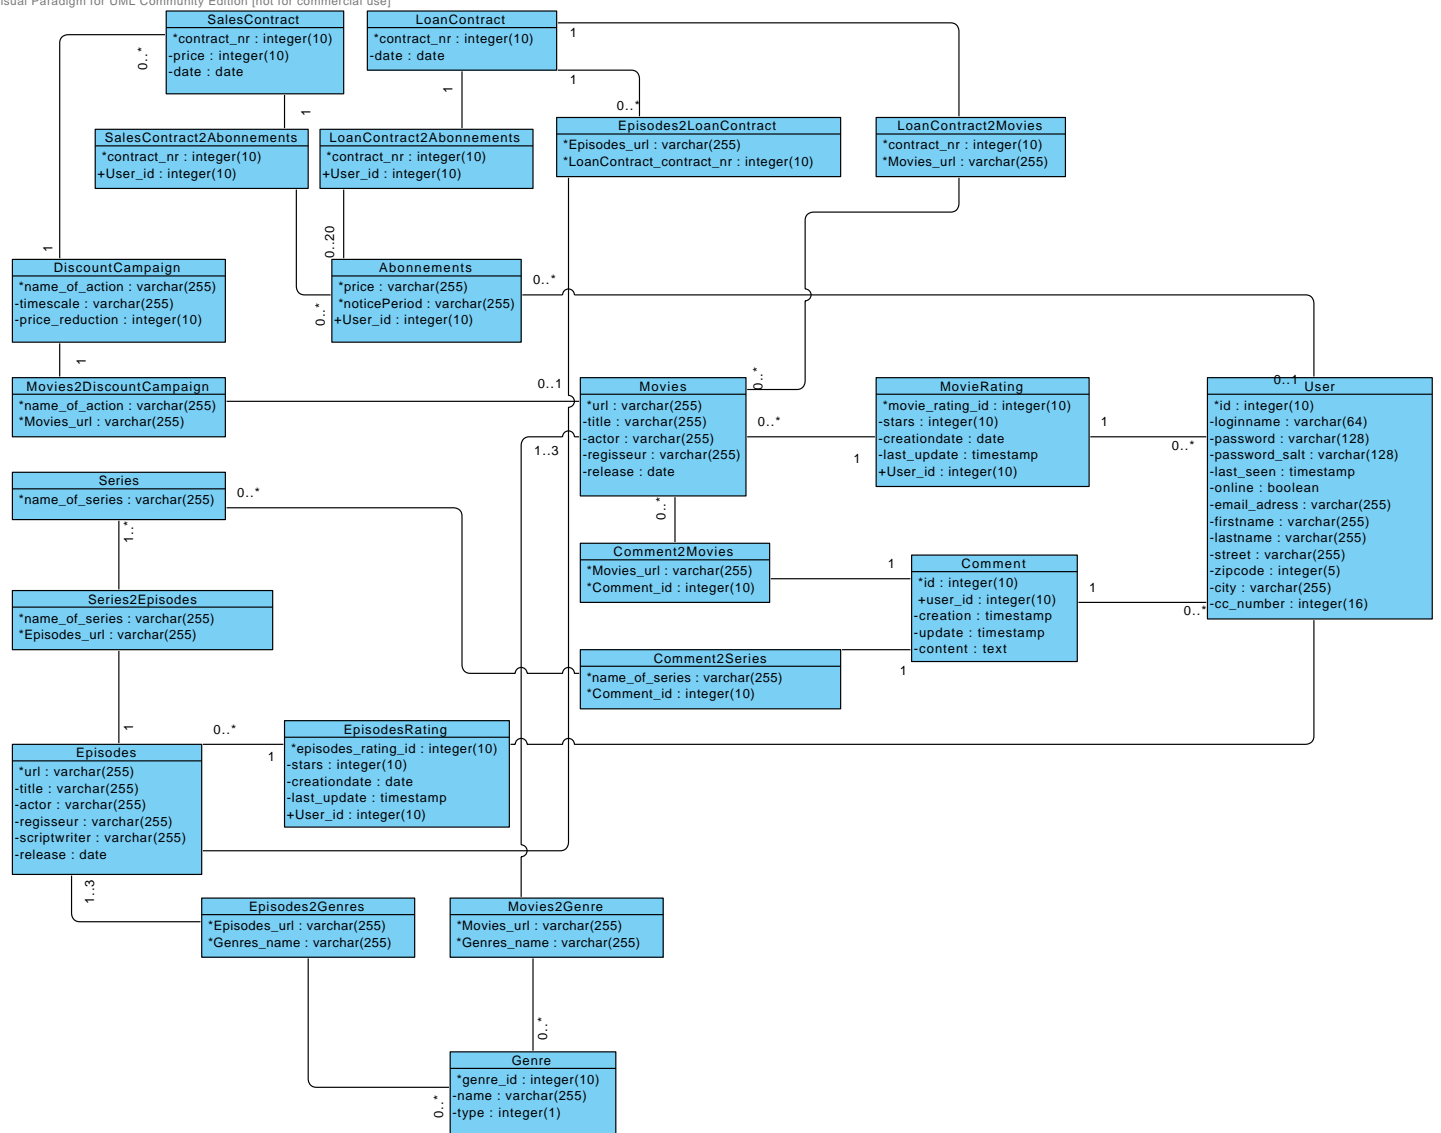 isual Paradigm for UML Community Edition [not for commercial use]
SalesContract
*contract_nr : integer(10)
-price : integer(10)
-date : date
LoanContract
*contract_nr : integer(10)
-date : date
1
0..*
1
0..*
1
1
SalesContract2Abonnements
*contract_nr : integer(10)
+User_id : integer(10)
LoanContract2Abonnements
*contract_nr : integer(10)
+User_id : integer(10)
Episodes2LoanContract
*Episodes_url : varchar(255)
*LoanContract_contract_nr : integer(10)
LoanContract2Movies
*contract_nr : integer(10)
*Movies_url : varchar(255)
1
0..20
DiscountCampaign
*name_of_action : varchar(255)
-timescale : varchar(255)
-price_reduction : integer(10)
Abonnements
*price : varchar(255)
*noticePeriod : varchar(255)
+User_id : integer(10)
0..*
0..*
1
Movies2DiscountCampaign
*name_of_action : varchar(255)
*Movies_url : varchar(255)
0..1
Movies
*url : varchar(255)
-title : varchar(255)
-actor : varchar(255)
-regisseur : varchar(255)
-release : date
0..*
0..*
1..3
MovieRating
*movie_rating_id : integer(10)
-stars : integer(10)
-creationdate : date
-last_update : timestamp
+User_id : integer(10)
1
1
0..*
0..1
User
*id : integer(10)
-loginname : varchar(64)
-password : varchar(128)
-password_salt : varchar(128)
-last_seen : timestamp
-online : boolean
-email_adress : varchar(255)
-firstname : varchar(255)
-lastname : varchar(255)
-street : varchar(255)
-zipcode : integer(5)
-city : varchar(255)
-cc_number : integer(16)
Series
*name_of_series : varchar(255)
0..*
1..*
0..*
Comment2Movies
*Movies_url : varchar(255)
*Comment_id : integer(10)
1
Comment
*id : integer(10)
+user_id : integer(10)
-creation : timestamp
-update : timestamp
-content : text
1
0..*
Series2Episodes
*name_of_series : varchar(255)
*Episodes_url : varchar(255)
Comment2Series
*name_of_series : varchar(255)
*Comment_id : integer(10)
1
1
0..*
1
Episodes
*url : varchar(255)
-title : varchar(255)
-actor : varchar(255)
-regisseur : varchar(255)
-scriptwriter : varchar(255)
-release : date
EpisodesRating
*episodes_rating_id : integer(10)
-stars : integer(10)
-creationdate : date
-last_update : timestamp
+User_id : integer(10)
1..3
Episodes2Genres
*Episodes_url : varchar(255)
*Genres_name : varchar(255)
Movies2Genre
*Movies_url : varchar(255)
*Genres_name : varchar(255)
0..*
0..*
Genre
*genre_id : integer(10)
-name : varchar(255)
-type : integer(1)